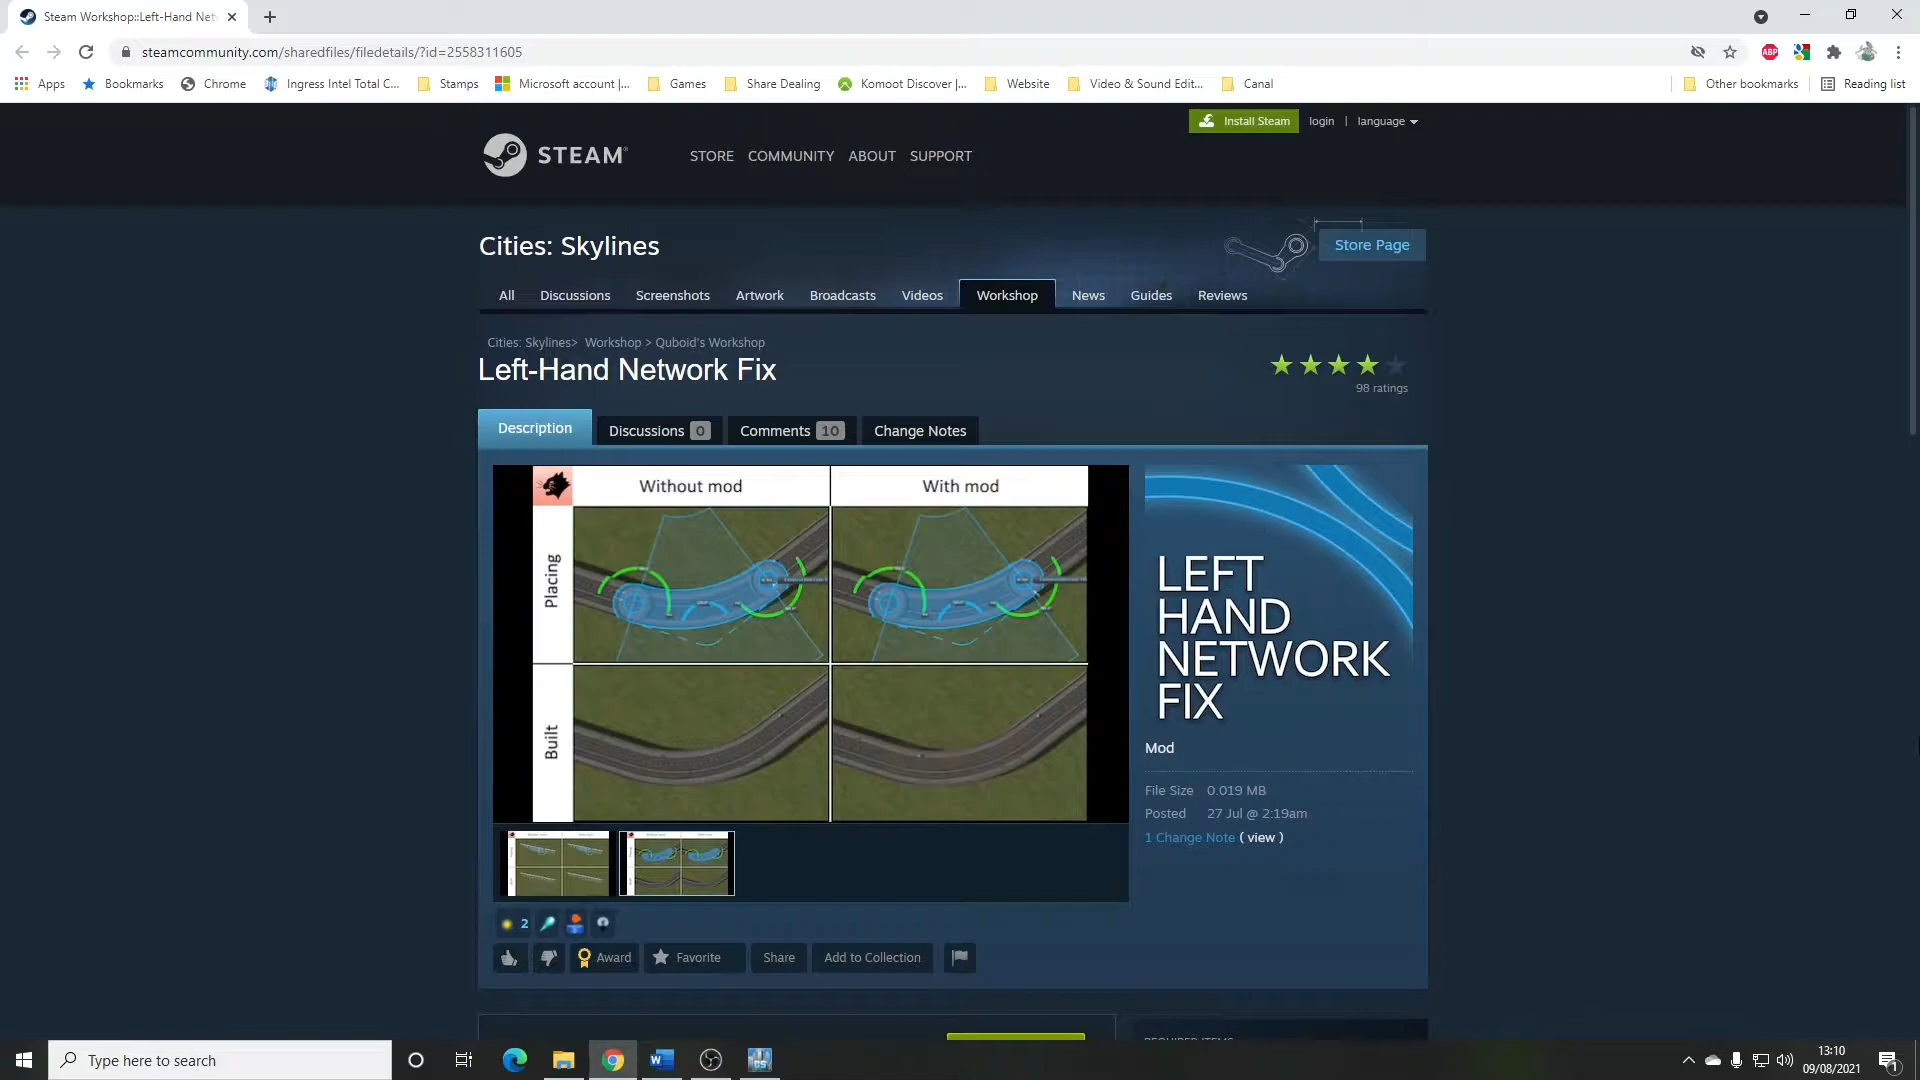 Steam Workshop::Left-Hand Net
steamcommunity.com/sharedfiles/filedetails/?id=2558311605
ABP
Apps Bookmarks Chrome Ingress Intel Total C... Stamps Microsoft account |... Games Share Dealing Komoot Discover |... Website Video & Sound Edit... Canal Other bookmarks Reading list
Install Steam login | language
STEAM
STORE COMMUNITY ABOUT SUPPORT
Cities: Skylines
Store Page
All Discussions Screenshots Artwork Broadcasts Videos Workshop News Guides Reviews
Cities: Skylines> Workshop > Quboid's Workshop
Left-Hand Network Fix
98 ratings
Description Discussions 0 Comments 10 Change Notes
Without mod With mod
Placing
Built
LEFT
HAND
NETWORK
FIX
Mod
File Size 0.019 MB
Posted 27 Jul @ 2:19am
1 Change Note ( view )
2
Award Favorite Share Add to Collection
REQUIRED ITEMS
Type here to search
13:10
09/08/2021
1